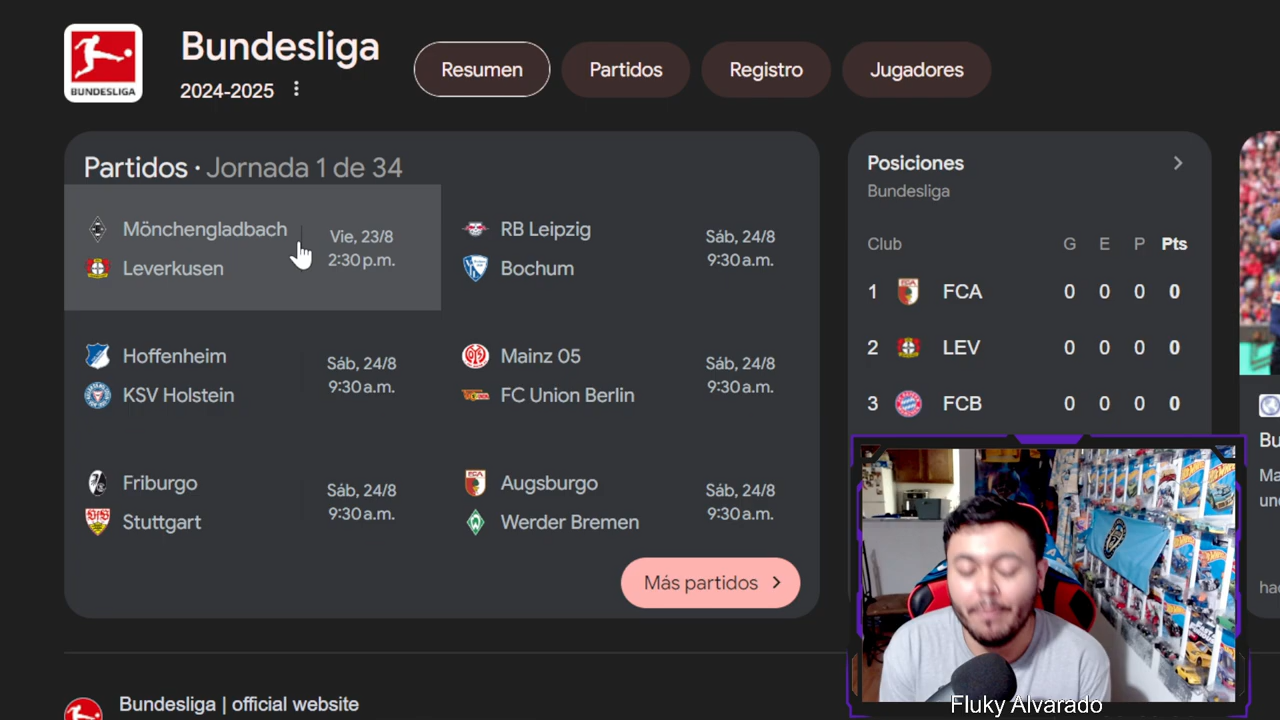 Bundesliga
2024-2025
BUNDESLIGA
Resumen
Partidos
Registro
Jugadores
Partidos · Jornada 1 de 34
Mönchengladbach
Leverkusen
Vie, 23/8
2:30 p.m.
RB Leipzig
Bochum
Sáb, 24/8
9:30 a.m.
Hoffenheim
KSV Holstein
Sáb, 24/8
9:30 a.m.
Mainz 05
FC Union Berlin
Sáb, 24/8
9:30 a.m.
Friburgo
Stuttgart
Sáb, 24/8
9:30 a.m.
Augsburgo
Werder Bremen
Sáb, 24/8
9:30 a.m.
Más partidos
Posiciones
Bundesliga
Club G E P Pts
1 FCA 0 0 0 0
2 LEV 0 0 0 0
3 FCB 0 0 0 0
Bundesliga | official website
Fluky Alvarado